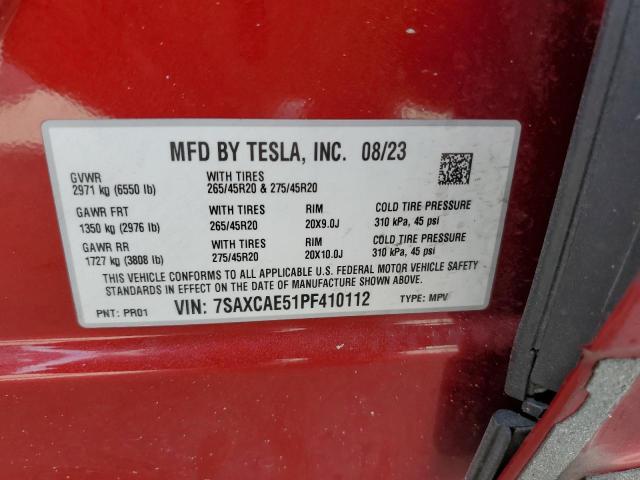 MFD BY TESLA, INC. 08/23
GVWR
2971 kg (6550 lb)
WITH TIRES
265/45R20 & 275/45R20
GAWR FRT
1350 kg (2976 lb)
WITH TIRES
265/45R20
RIM
20X9.0J
COLD TIRE PRESSURE
310 kPa, 45 psi
GAWR RR
1727 kg (3808 lb)
WITH TIRES
275/45R20
RIM
20X10.0J
COLD TIRE PRESSURE
310 kPa, 45 psi
THIS VEHICLE CONFORMS TO ALL APPLICABLE U.S. FEDERAL MOTOR VEHICLE SAFETY
STANDARDS IN EFFECT ON THE DATE OF MANUFACTURE SHOWN ABOVE.
PNT: PR01 VIN: 7SAXCAE51PF410112 TYPE: MPV